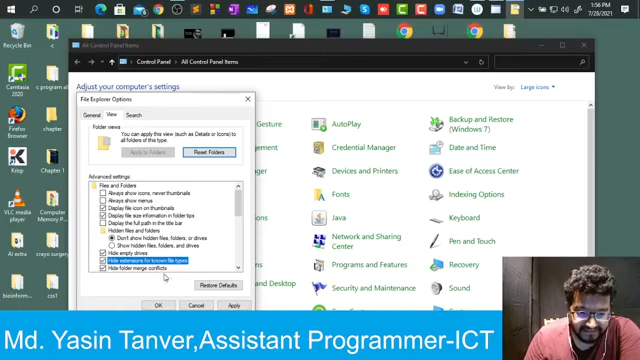 1:56 PM
7/28/2021
Recycle Bin
Camtasia
2020
c program al
Firefox
chapter
Krisp
Chapter 1
VLC media
player
AI extra
crayo surgery
bioinform...
css1
All Control Panel Items
Control Panel > All Control Panel Items
Adjust your computer's settings
View by: Large icons
AutoPlay
Backup and Restore
(Windows 7)
Credential Manager
Date and Time
Devices and Printers
Ease of Access Center
Fonts
Indexing Options
Java
Keyboard
Network and
Sharing Center
Pen and Touch
Programs and Features
Recovery
Security and Maintenance
Sound
File Explorer Options
General
View
Search
Folder views
You can apply this view (such as Details or Icons) to
all folders of this type.
Apply to Folders
Reset Folders
Advanced settings:
Files and Folders
Always show icons, never thumbnails
Always show menus
Display file icon on thumbnails
Display file size information in folder tips
Display the full path in the title bar
Hidden files and folders
Don't show hidden files, folders, or drives
Show hidden files, folders, and drives
Hide empty drives
Hide extensions for known file types
Hide folder merge conflicts
Restore Defaults
OK
Cancel
Apply
Md. Yasin Tanver,Assistant Programmer-ICT